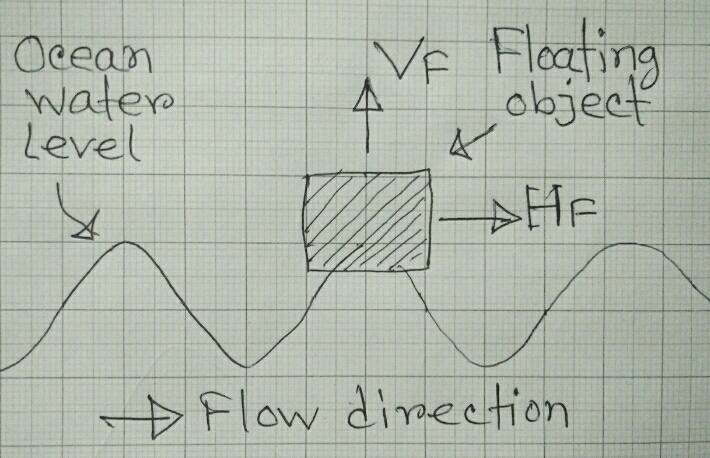 Ocean
Water
Level
VF
Floating
object
HF
Flow direction